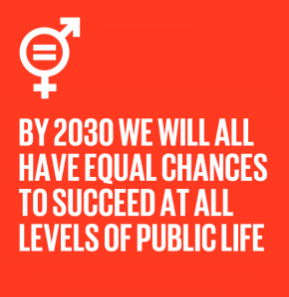 BY 2030 WE WILL ALL
HAVE EQUAL CHANCES
TO SUCCEED AT ALL
LEVELS OF PUBLIC LIFE